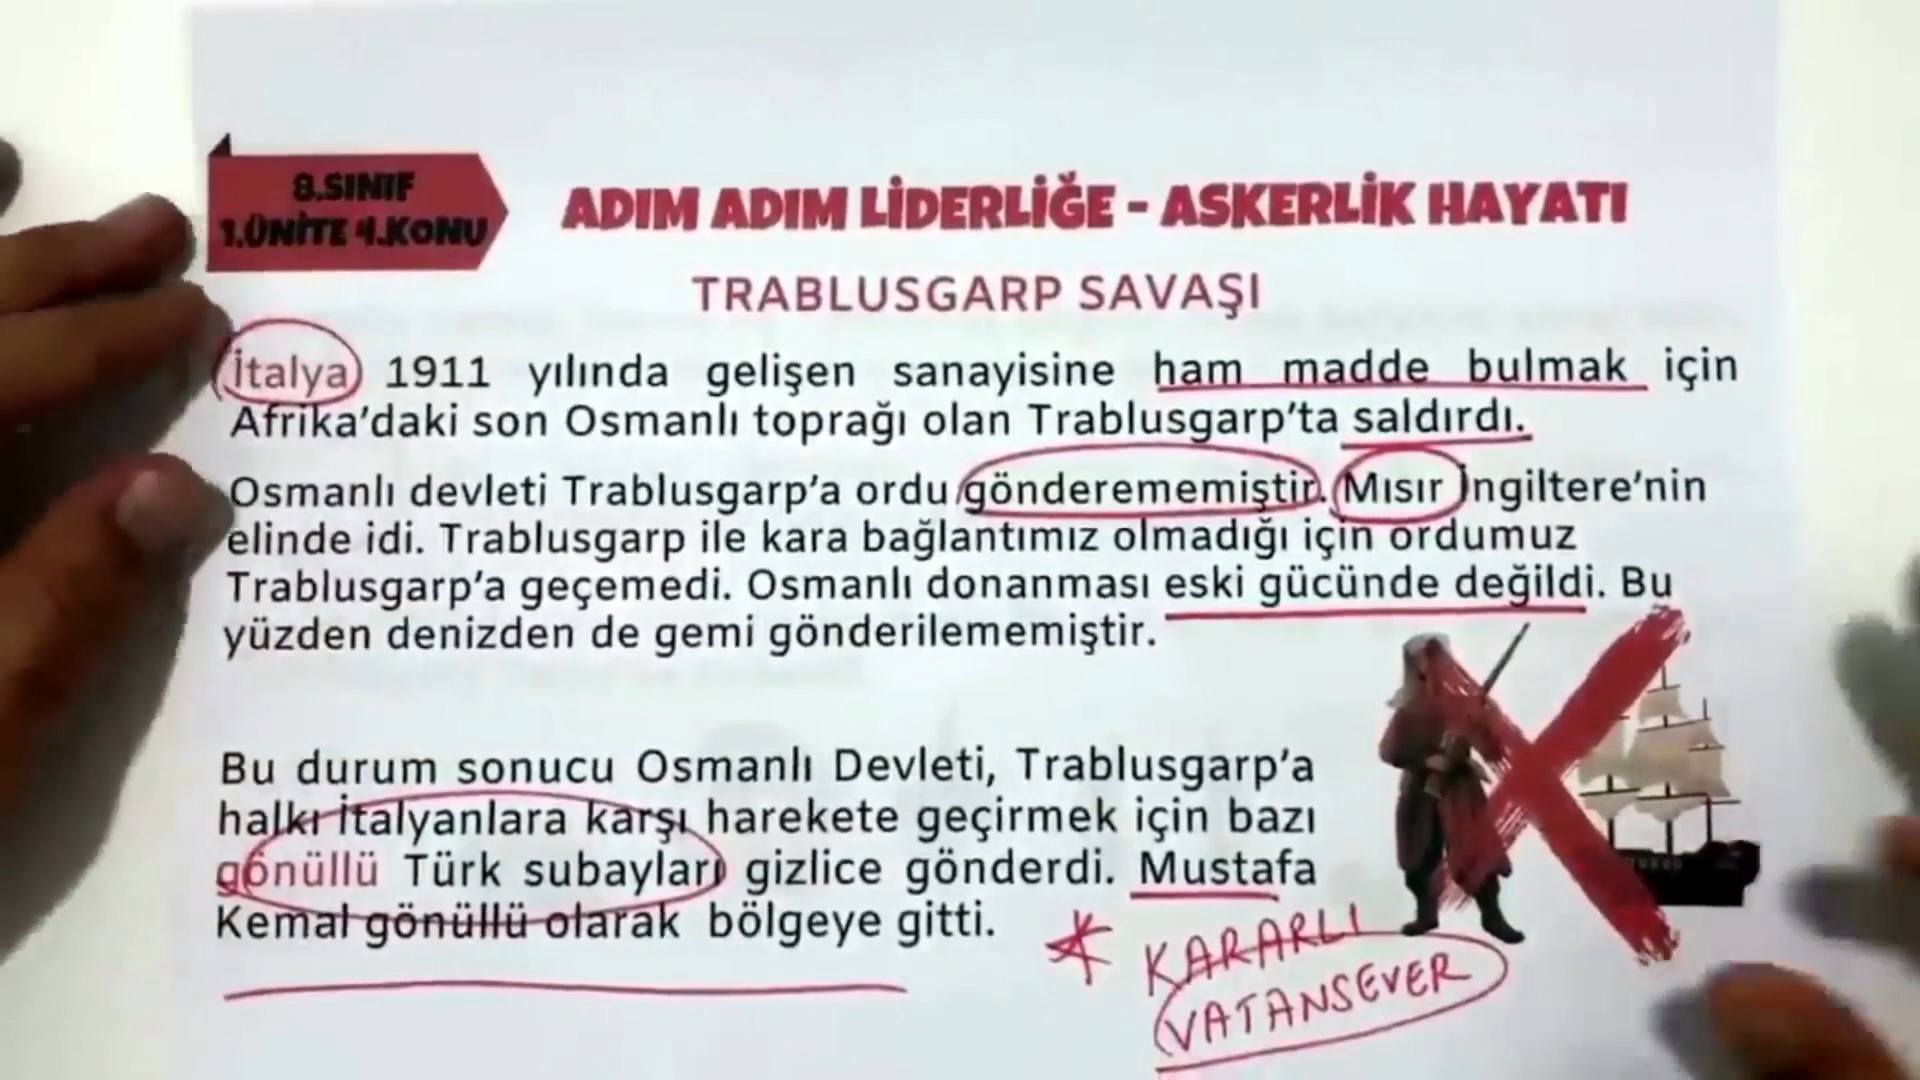 8.SINIF
1.ÜNİTE 4.KONU
ADIM ADIM LİDERLİĞE - ASKERLİK HAYATI
TRABLUSGARP SAVAŞI
İtalya 1911 yılında gelişen sanayisine ham madde bulmak için
Afrika'daki son Osmanlı toprağı olan Trablusgarp'ta saldırdı.
Osmanlı devleti Trablusgarp'a ordu gönderememiştir. Mısır İngiltere'nin
elinde idi. Trablusgarp ile kara bağlantımız olmadığı için ordumuz
Trablusgarp'a geçemedi. Osmanlı donanması eski gücünde değildi. Bu
yüzden denizden de gemi gönderilememiştir.
Bu durum sonucu Osmanlı Devleti, Trablusgarp'a
halkı İtalyanlara karşı harekete geçirmek için bazı
gönüllü Türk subayları gizlice gönderdi. Mustafa
Kemal gönüllü olarak bölgeye gitti.
KARARLI
VATANSEVER